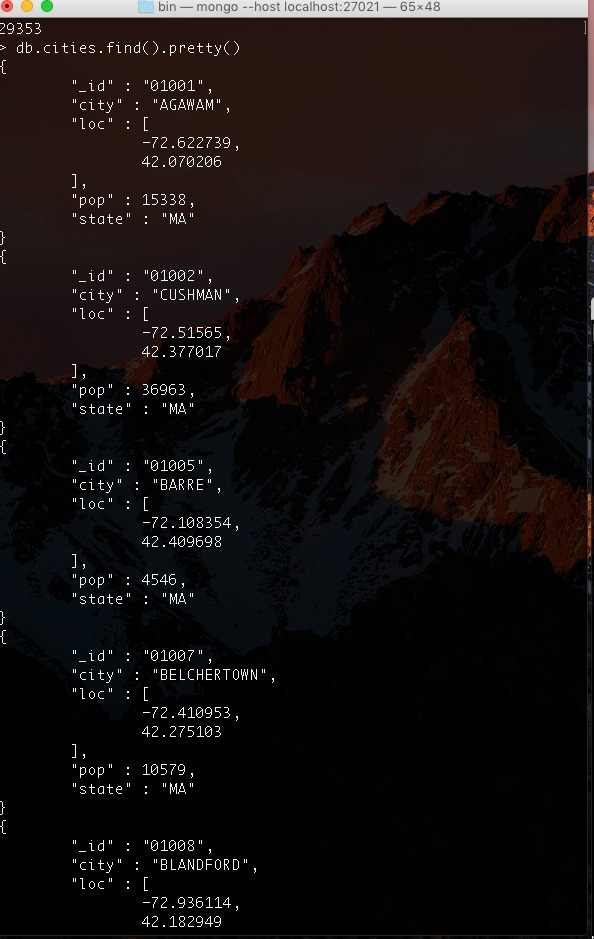 bin — mongo --host localhost:27021 — 65×48
29353
> db.cities.find().pretty()
{
"_id" : "01001",
"city" : "AGAWAM",
"loc" : [
-72.622739,
42.070206
],
"pop" : 15338,
"state" : "MA"
}
{
"_id" : "01002",
"city" : "CUSHMAN",
"loc" : [
-72.51565,
42.377017
],
"pop" : 36963,
"state" : "MA"
}
{
"_id" : "01005",
"city" : "BARRE",
"loc" : [
-72.108354,
42.409698
],
"pop" : 4546,
"state" : "MA"
}
{
"_id" : "01007",
"city" : "BELCHERTOWN",
"loc" : [
-72.410953,
42.275103
],
"pop" : 10579,
"state" : "MA"
}
{
"_id" : "01008",
"city" : "BLANDFORD",
"loc" : [
-72.936114,
42.182949